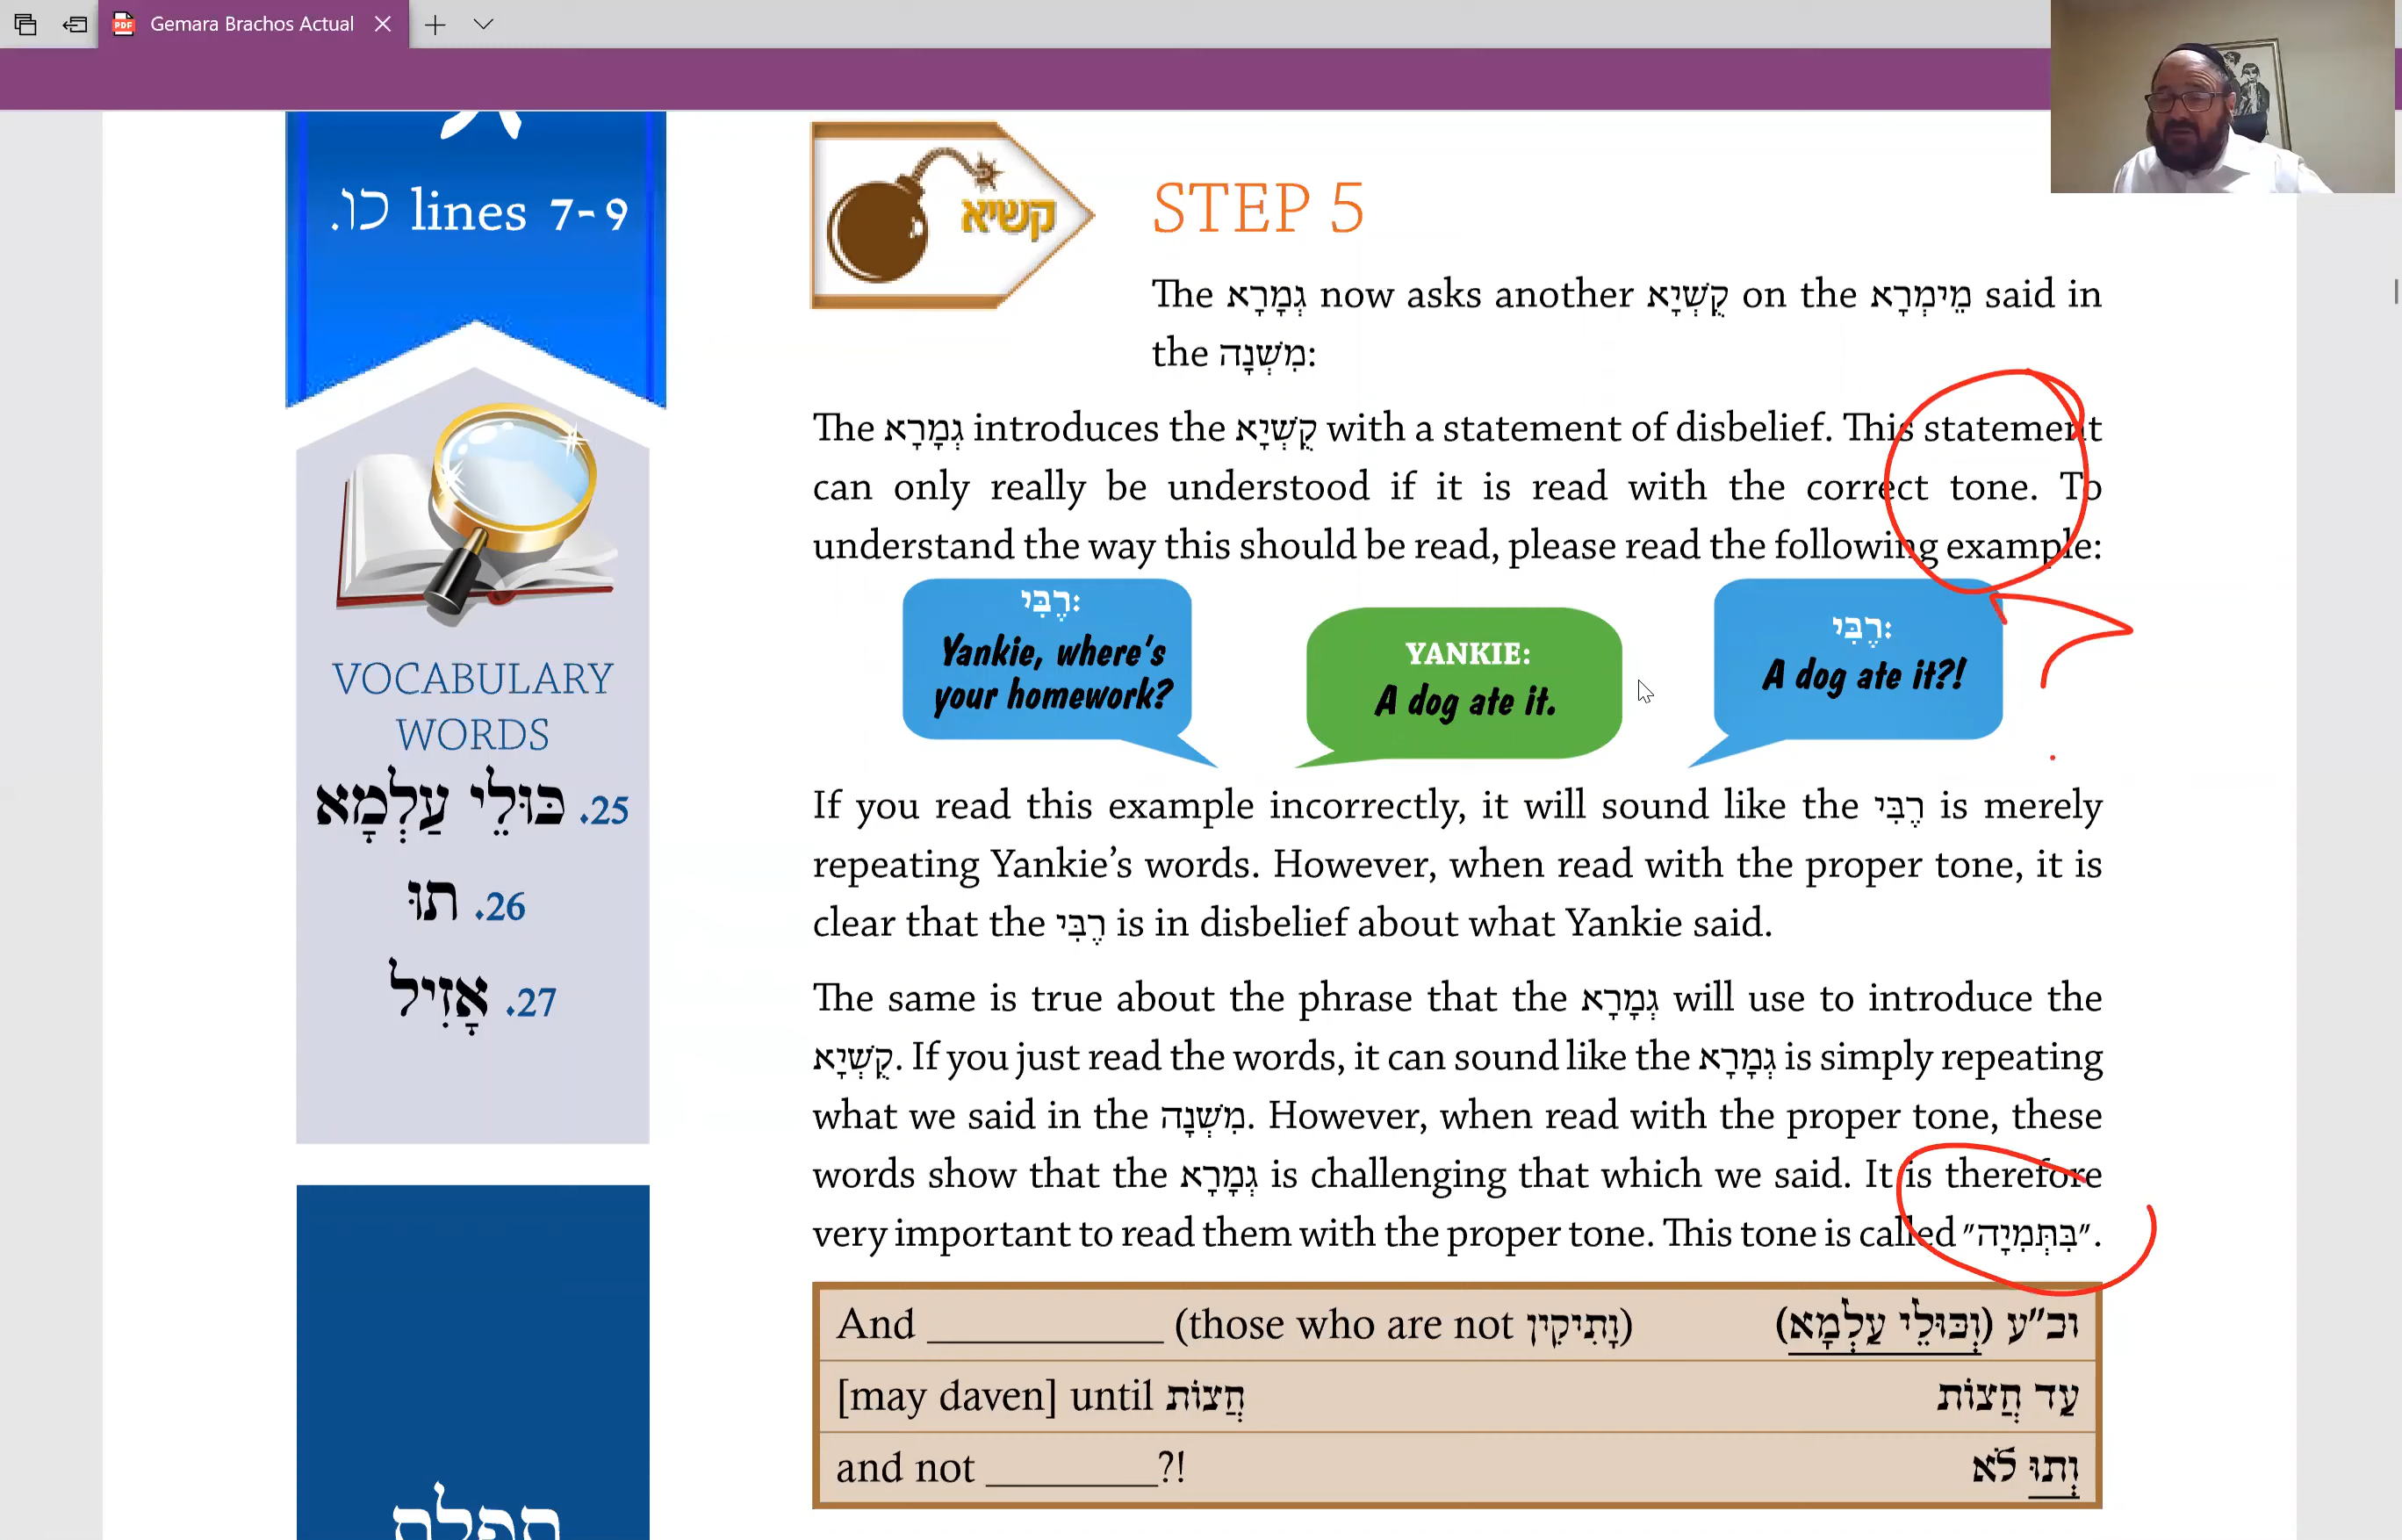 Gemara Brachos Actual
כו. lines 7-9
VOCABULARY
WORDS
25. כּוּלֵי עַלְמָא
26. תוּ
27. אָזִיל
קשיא
STEP 5
The גְמָרָא now asks another קֻשְׁיָא on the מֵימְרָא said in
the מִשְׁנָה:
The גְמָרָא introduces the קֻשְׁיָא with a statement of disbelief. This statement
can only really be understood if it is read with the correct tone. To
understand the way this should be read, please read the following example:
רֶבִּי:
Yankie, where's
your homework?
YANKIE:
A dog ate it.
רֶבִּי:
A dog ate it?!
If you read this example incorrectly, it will sound like the רֶבִּי is merely
repeating Yankie’s words. However, when read with the proper tone, it is
clear that the רֶבִּי is in disbelief about what Yankie said.
The same is true about the phrase that the גְמָרָא will use to introduce the
קֻשְׁיָא. If you just read the words, it can sound like the גְמָרָא is simply repeating
what we said in the מִשְׁנָה. However, when read with the proper tone, these
words show that the גְמָרָא is challenging that which we said. It is therefore
very important to read them with the proper tone. This tone is called "בִּתְּמִיָה".
And ____________ (those who are not וָתִיקִין) וכ"ע (וְכוּלֵי עַלְמָא)
[may daven] until חֲצוֹת עַד חֲצוֹת
and not _________?! וְתוּ לֹא